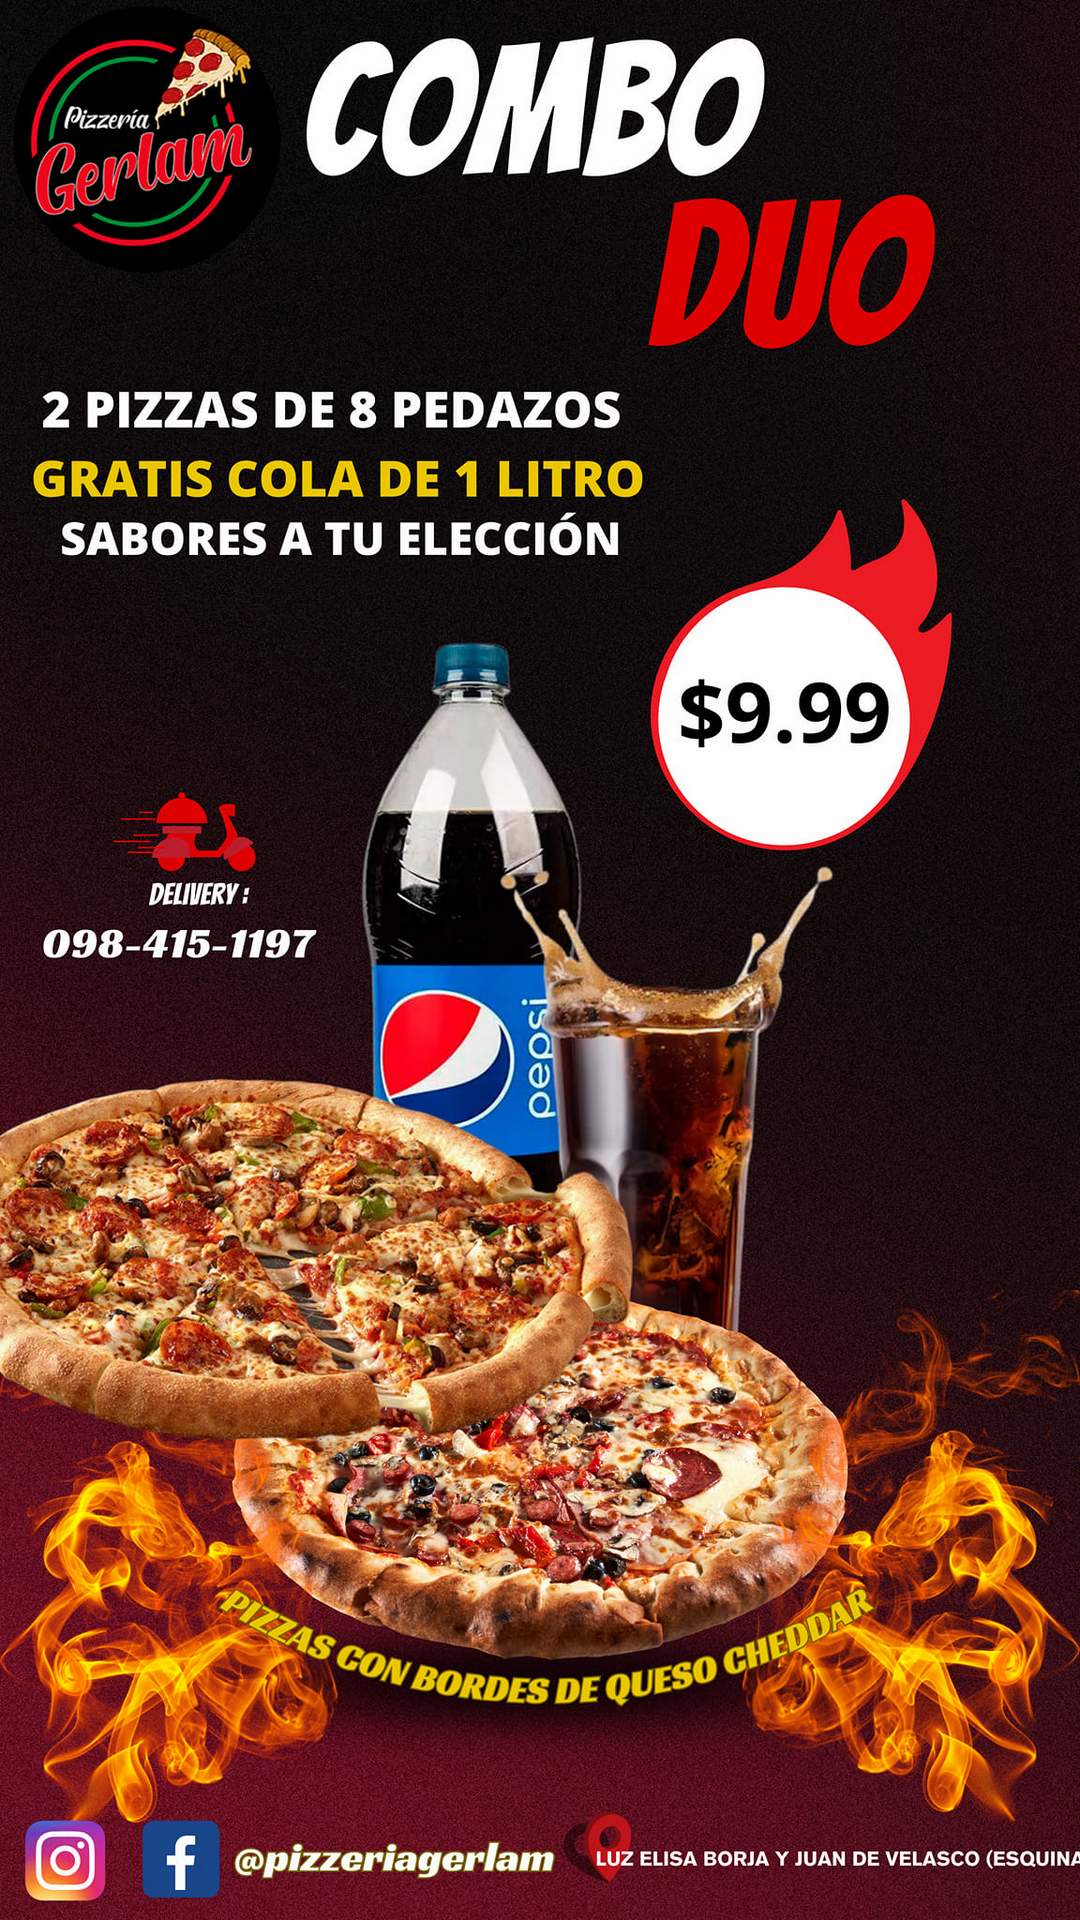 Pizzería
Gerlam
COMBO
DUO
2 PIZZAS DE 8 PEDAZOS
GRATIS COLA DE 1 LITRO
SABORES A TU ELECCIÓN
$9.99
DELIVERY :
098-415-1197
pepsi
PIZZAS CON BORDES DE QUESO CHEDDAR
@pizzeriagerlam
LUZ ELISA BORJA Y JUAN DE VELASCO (ESQUINA